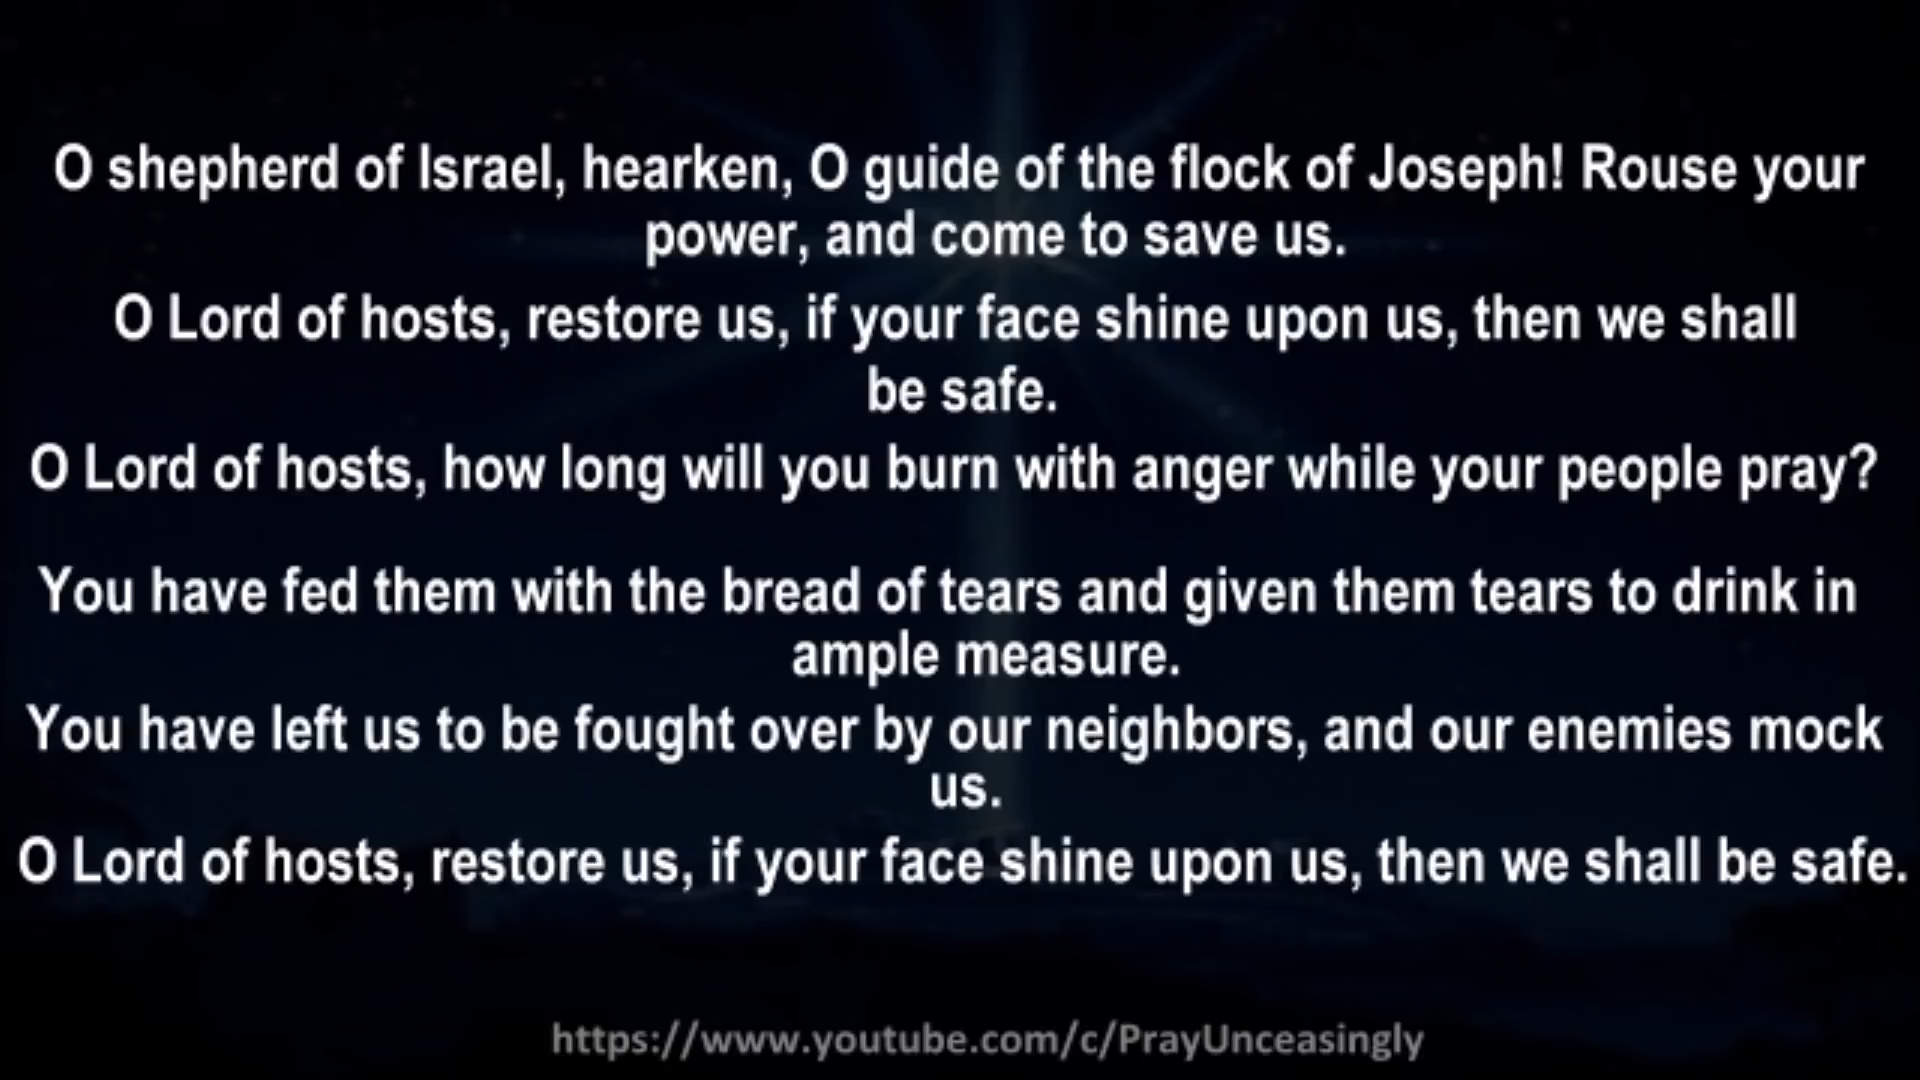 O shepherd of Israel, hearken, O guide of the flock of Joseph! Rouse your
power, and come to save us.
O Lord of hosts, restore us, if your face shine upon us, then we shall
be safe.
O Lord of hosts, how long will you burn with anger while your people pray?
You have fed them with the bread of tears and given them tears to drink in
ample measure.
You have left us to be fought over by our neighbors, and our enemies mock
us.
O Lord of hosts, restore us, if your face shine upon us, then we shall be safe.
https://www.youtube.com/c/PrayUnceasingly